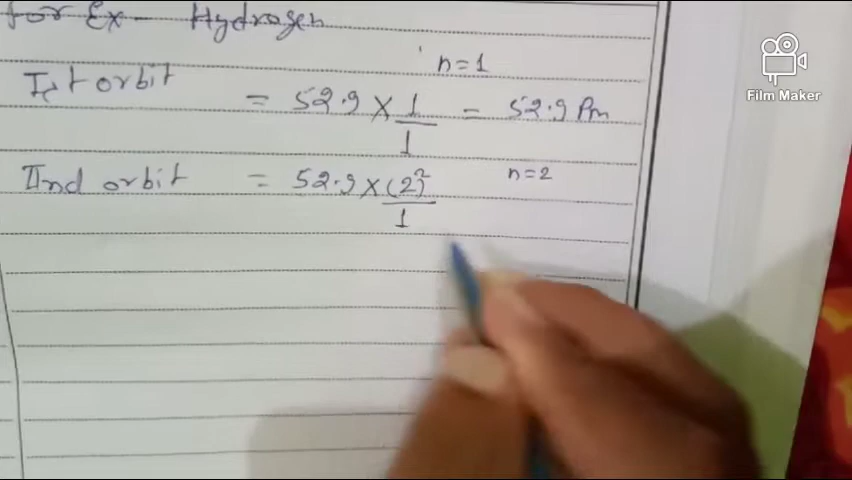 for Ex - Hydrogen
n = 1
Ist orbit = 52.9 × 1/1 = 52.9 Pm
IInd orbit = 52.9 × (2)²/1 n=2
Film Maker